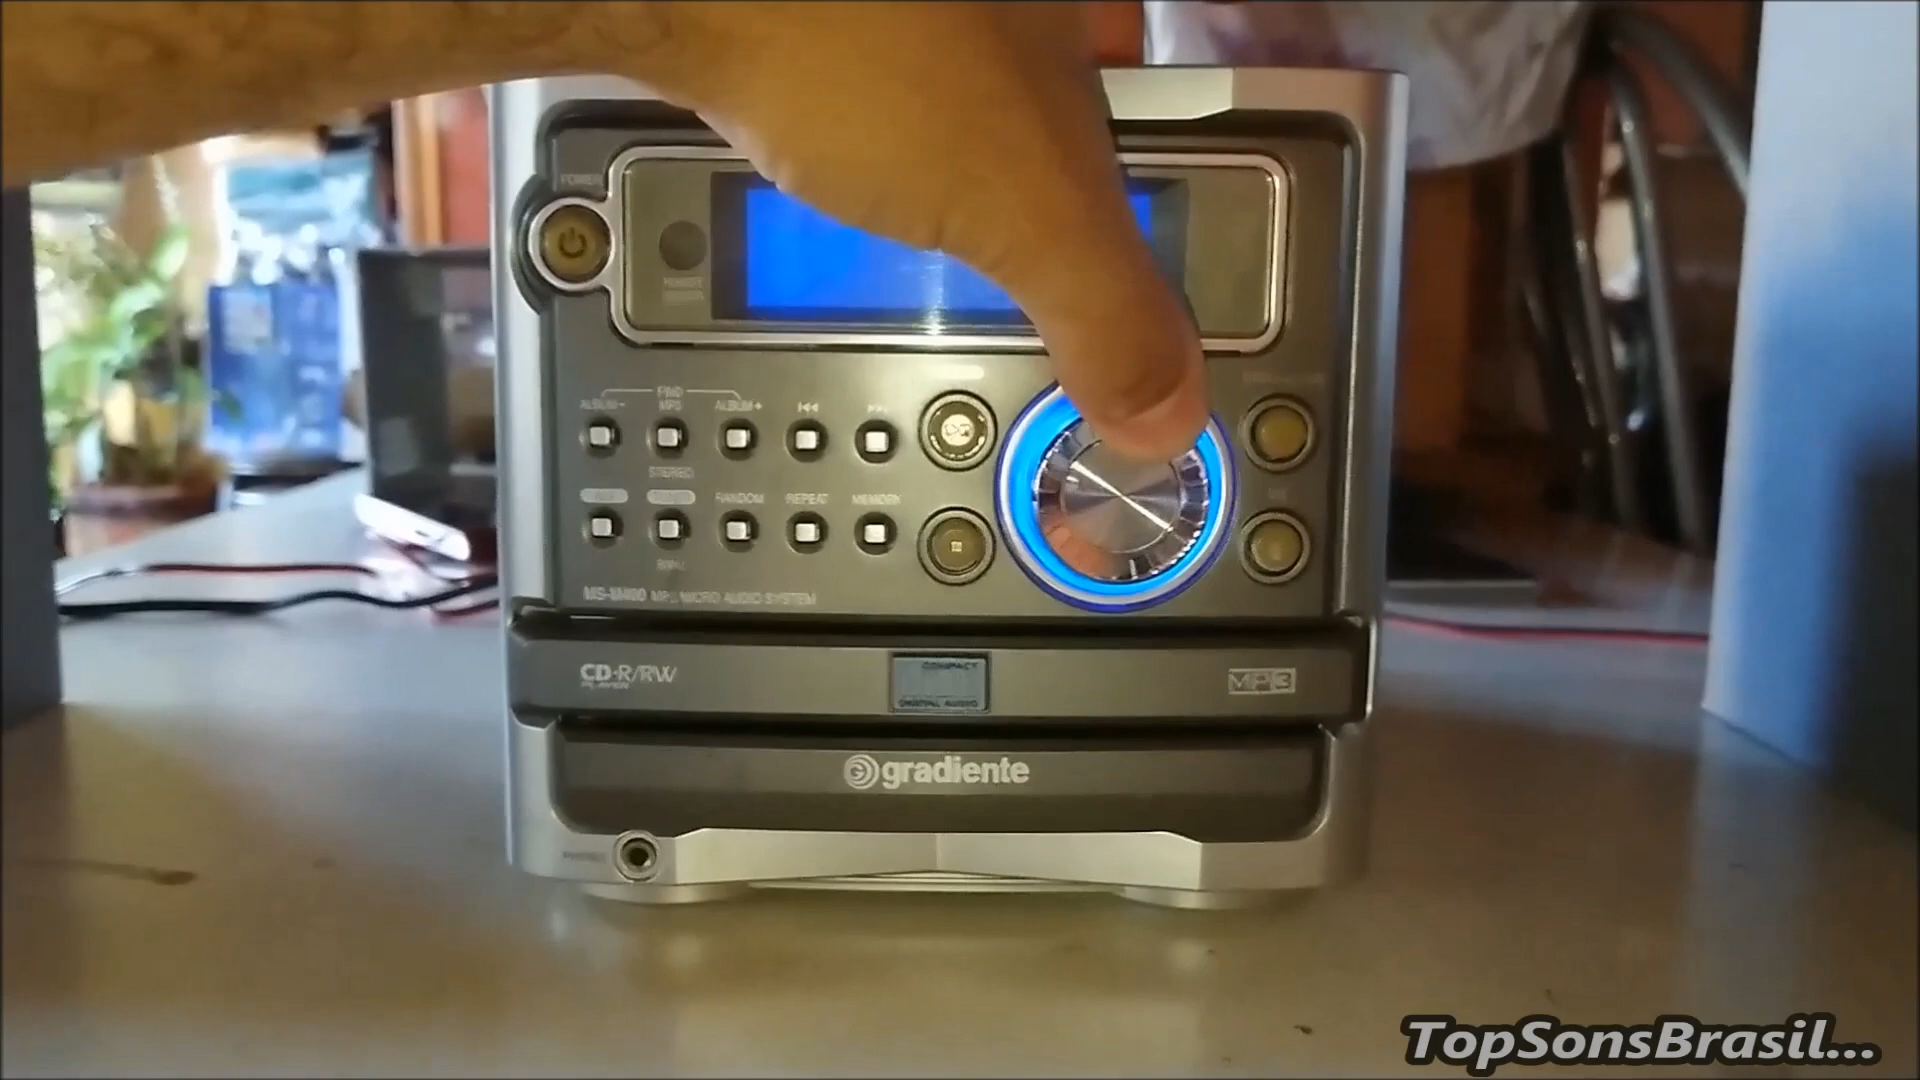 POWER
FIND
ALBUM- MP3 ALBUM+
STEREO
RANDOM REPEAT MEMORY
MS-M400 MP3 MICRO AUDIO SYSTEM
CD-R/RW
PLAYER
COMPACT
DIGITAL AUDIO
MP3
gradiente
PHONES
TopSonsBrasil...